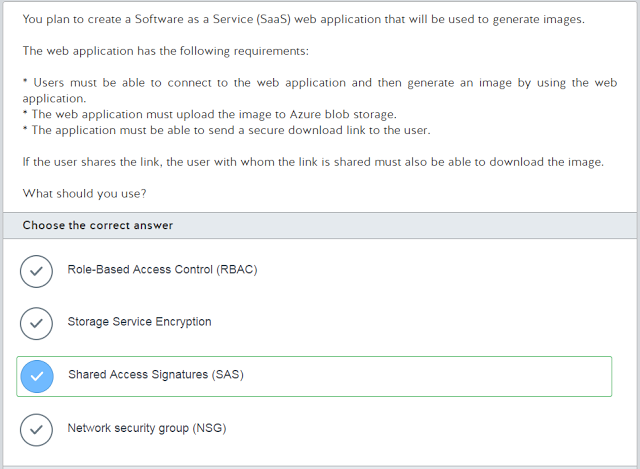 You plan to create a Software as a Service (SaaS) web application that will be used to generate images.
The web application has the following requirements:
* Users must be able to connect to the web application and then generate an image by using the web
application.
* The web application must upload the image to Azure blob storage.
* The application must be able to send a secure download link to the user.
If the user shares the link, the user with whom the link is shared must also be able to download the image.
What should you use?
Choose the correct answer
Role-Based Access Control (RBAC)
Storage Service Encryption
Shared Access Signatures (SAS)
Network security group (NSG)